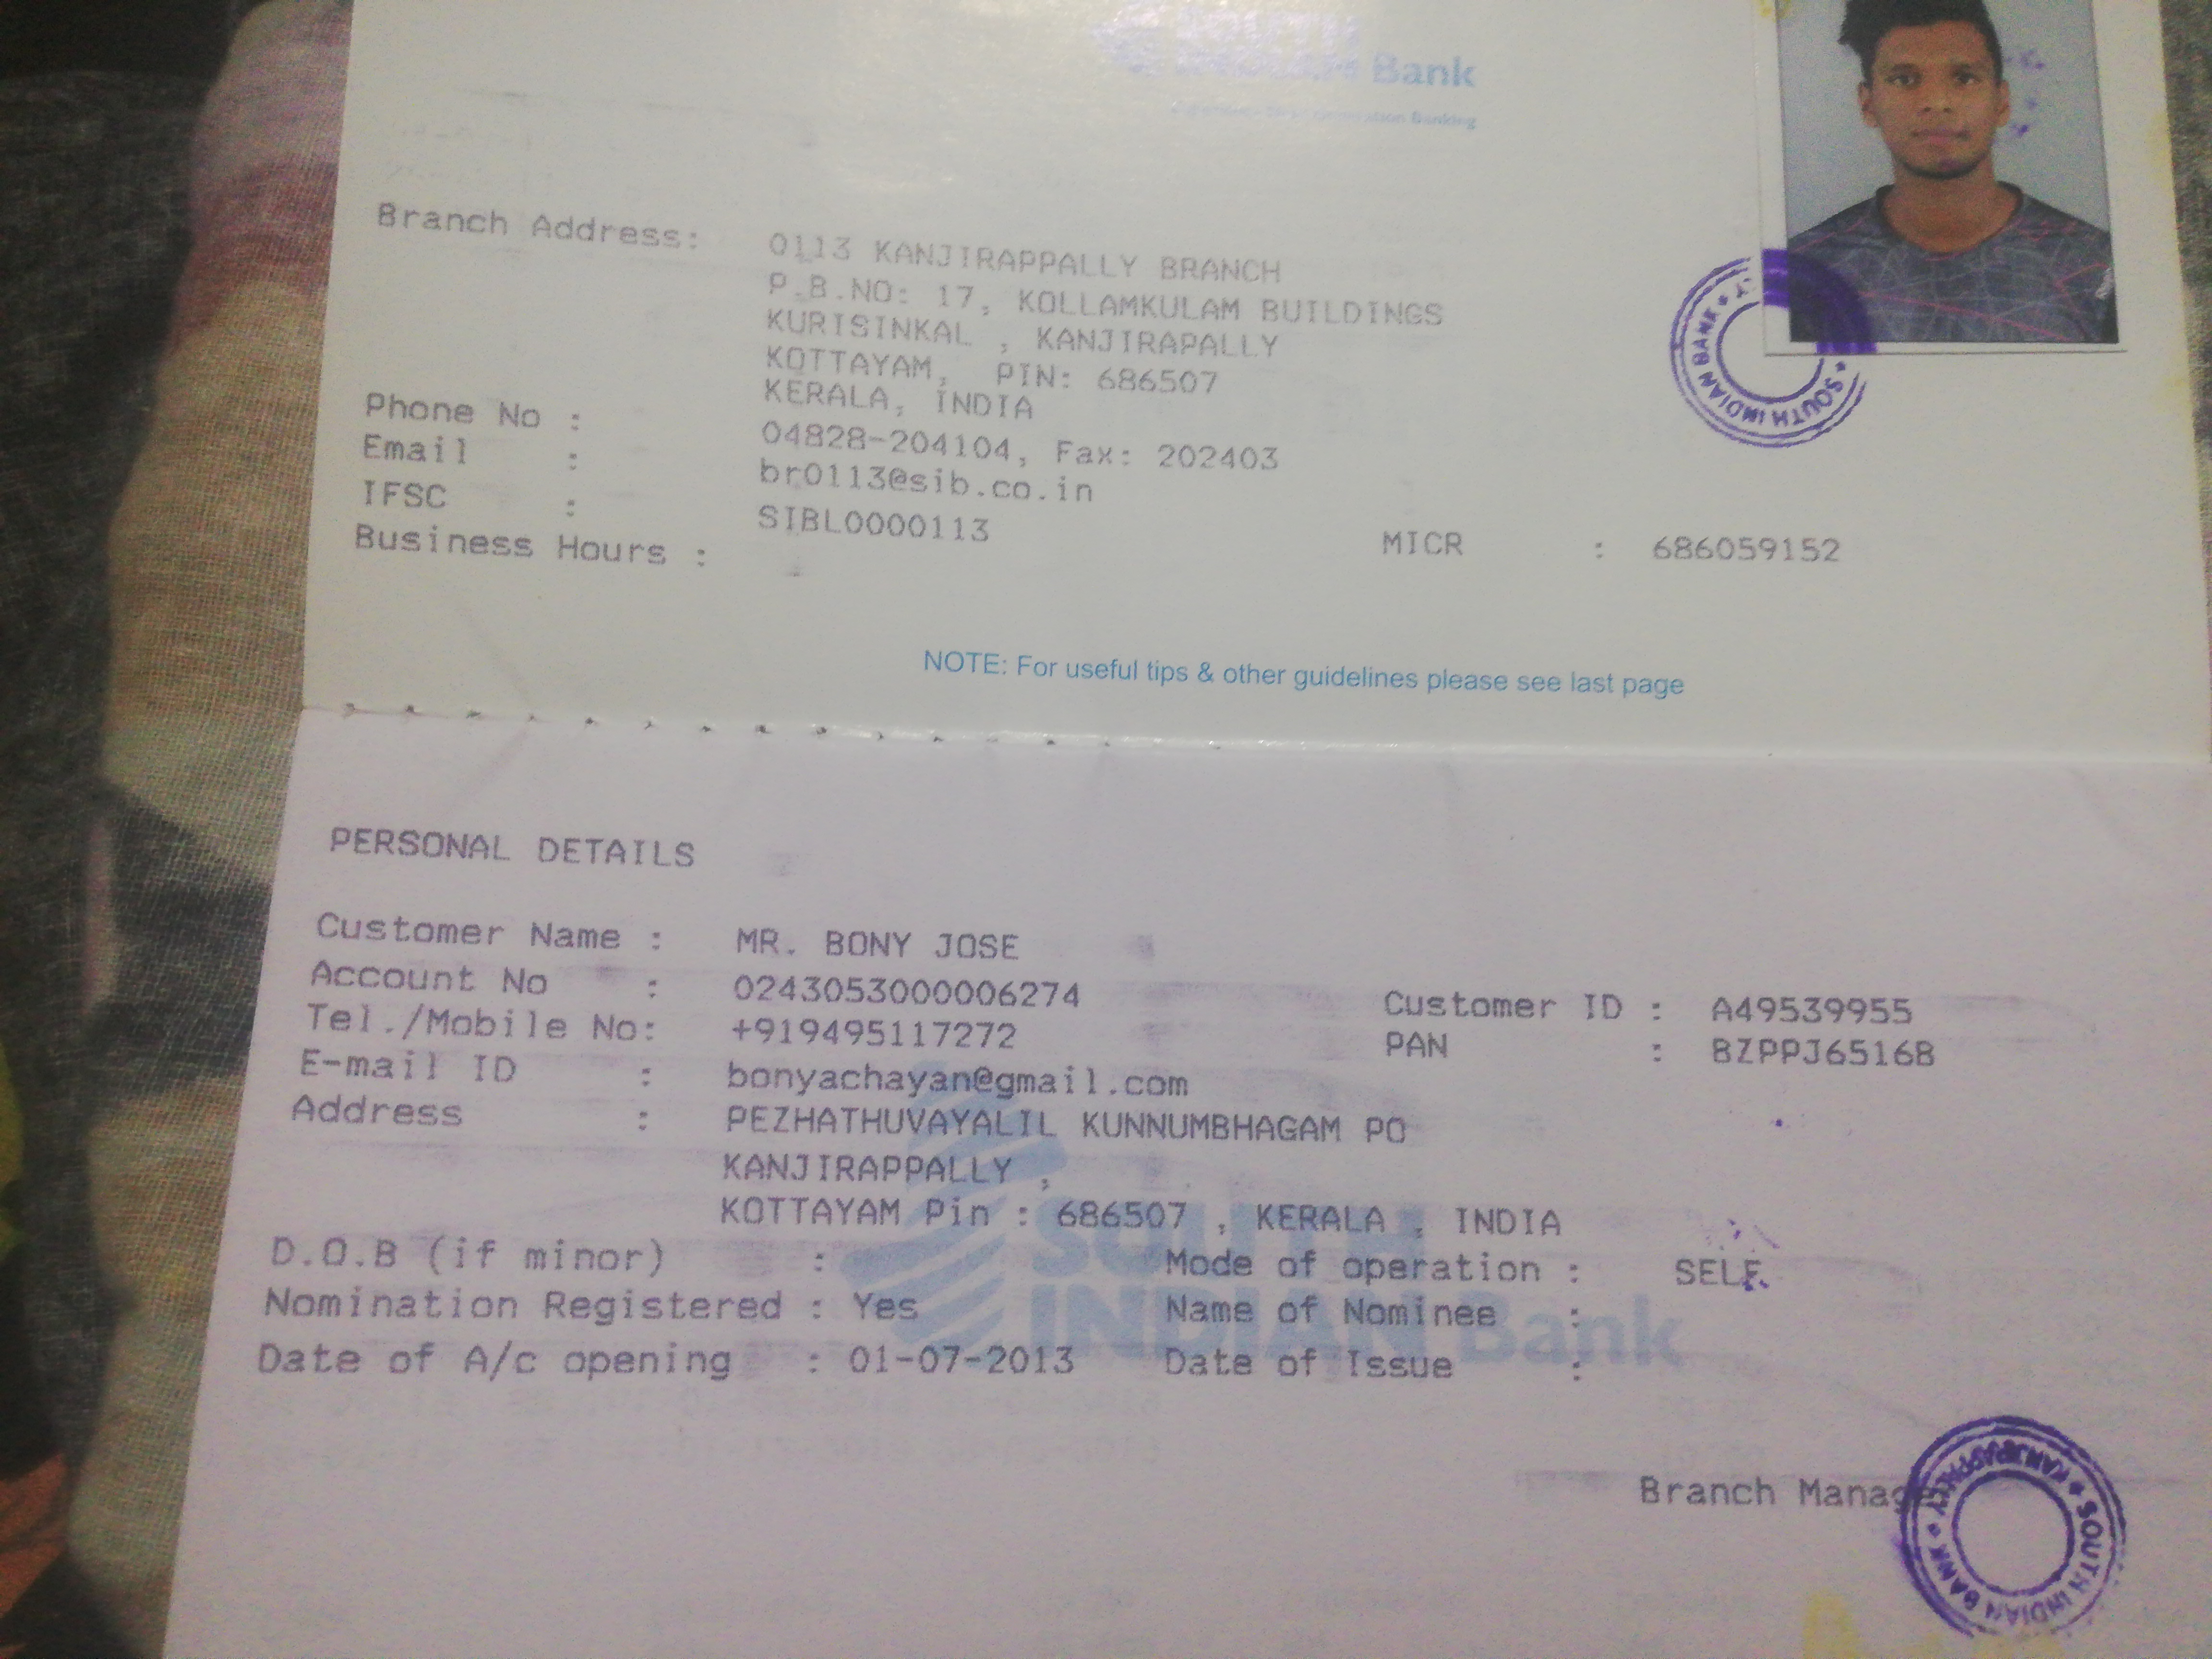 Bank
Branch Address: 0113 KANJIRAPPALLY BRANCH
P.B.NO: 17, KOLLAMKULAM BUILDINGS
KURISINKAL , KANJIRAPALLY
KOTTAYAM, PIN: 686507
KERALA, INDIA
Phone No : 04828-204104, Fax: 202403
Email : br0113@sib.co.in
IFSC : SIBL0000113 MICR : 686059152
Business Hours :
SOUTH INDIAN BANK
NOTE: For useful tips & other guidelines please see last page
PERSONAL DETAILS
Customer Name : MR. BONY JOSE
Account No : 0243053000006274 Customer ID : A49539955
Tel./Mobile No: +919495117272 PAN : BZPPJ6516B
E-mail ID : bonyachayan@gmail.com
Address : PEZHATHUVAYALIL KUNNUMBHAGAM PO
KANJIRAPPALLY ,
KOTTAYAM Pin : 686507 , KERALA , INDIA
D.O.B (if minor) : Mode of operation : SELF
Nomination Registered : Yes Name of Nominee :
Date of A/c opening : 01-07-2013 Date of Issue :
SOUTH
INDIAN Bank
Branch
SOUTH INDIAN BANK KANJIRAPPALLY